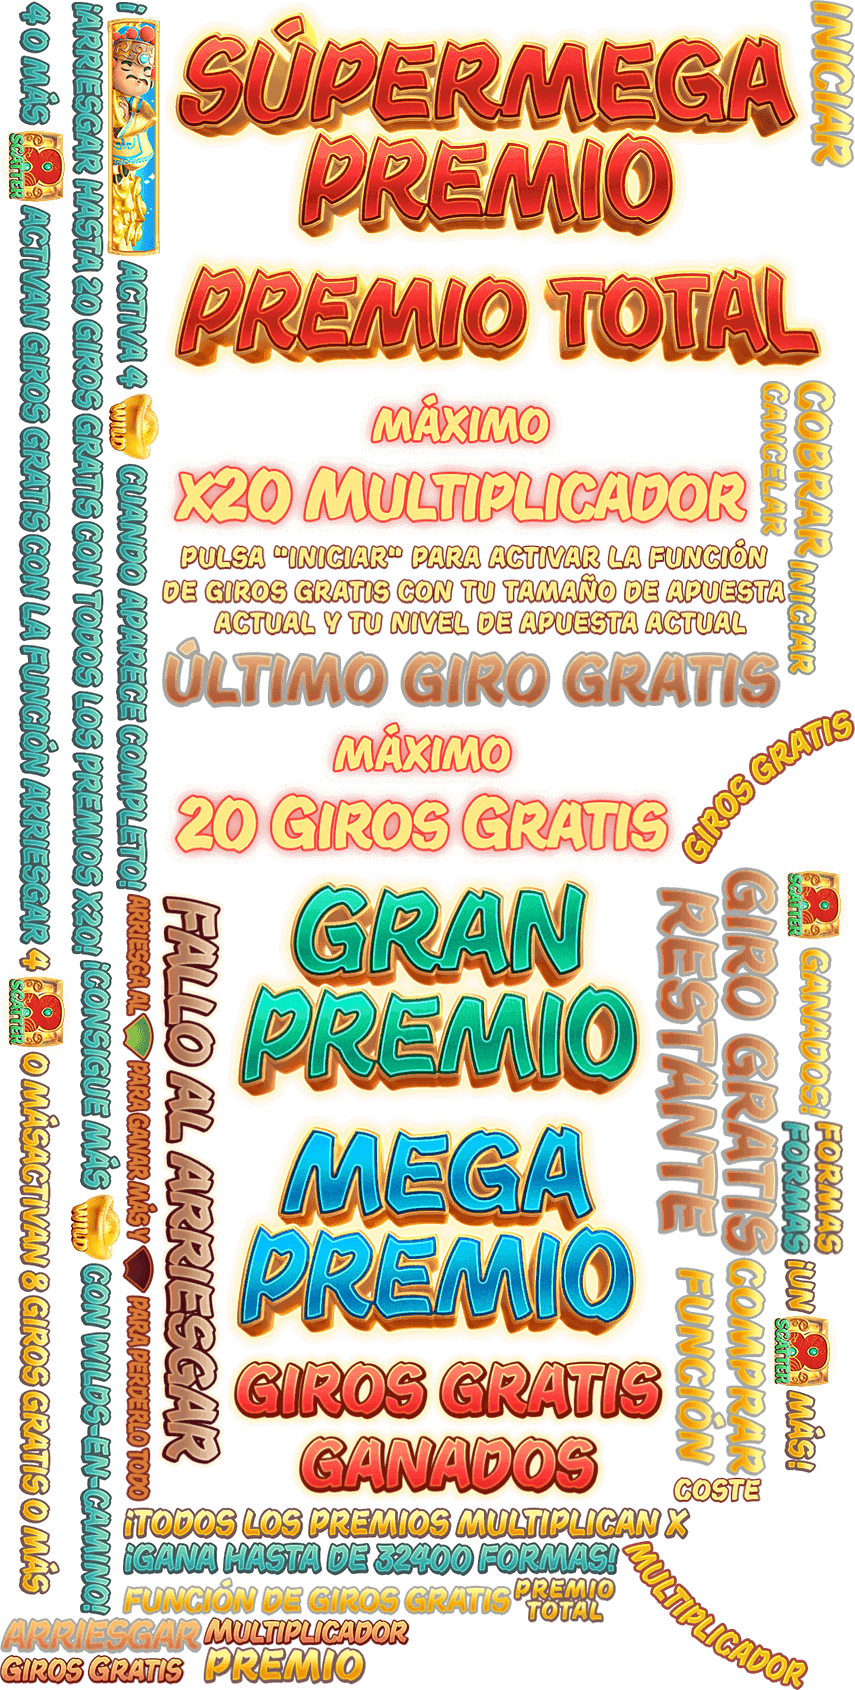 SÚPERMEGA
PREMIO
PREMIO TOTAL
MÁXIMO
X20 MULTIPLICADOR
PULSA "INICIAR" PARA ACTIVAR LA FUNCIÓN
DE GIROS GRATIS CON TU TAMAÑO DE APUESTA
ACTUAL Y TU NIVEL DE APUESTA ACTUAL
ÚLTIMO GIRO GRATIS
MÁXIMO
20 GIROS GRATIS
GRAN
PREMIO
MEGA
PREMIO
GIROS GRATIS
GANADOS
¡TODOS LOS PREMIOS MULTIPLICAN X
¡GANA HASTA DE 32400 FORMAS!
FUNCIÓN DE GIROS GRATIS
PREMIO
TOTAL
ARRIESGAR
MULTIPLICADOR
GIROS GRATIS
PREMIO
MULTIPLICADOR
4 O MÁS SCATTER ACTIVAN GIROS GRATIS CON LA FUNCIÓN ARRIESGAR 4 SCATTER O MÁSACTIVAN 8 GIROS GRATIS O MÁS
¡ARRIESGAR HASTA 20 GIROS GRATIS CON TODOS LOS PREMIOS X20! ¡CONSIGUE MÁS WILD CON WILDS-EN-CAMINO!
¡ ACTIVA 4 WILD CUANDO APARECE COMPLETO!
ARRIESGA AL PARA GANAR MÁS Y PARA PERDERLO TODO
FALLO AL ARRIESGAR
INICIAR
COBRAR
CANCELAR
INICIAR
GIROS GRATIS
GIRO GRATIS
RESTANTE
SCATTER GANADOS!
FORMAS
FORMAS
¡UN SCATTER MÁS!
COMPRAR
FUNCIÓN
COSTE